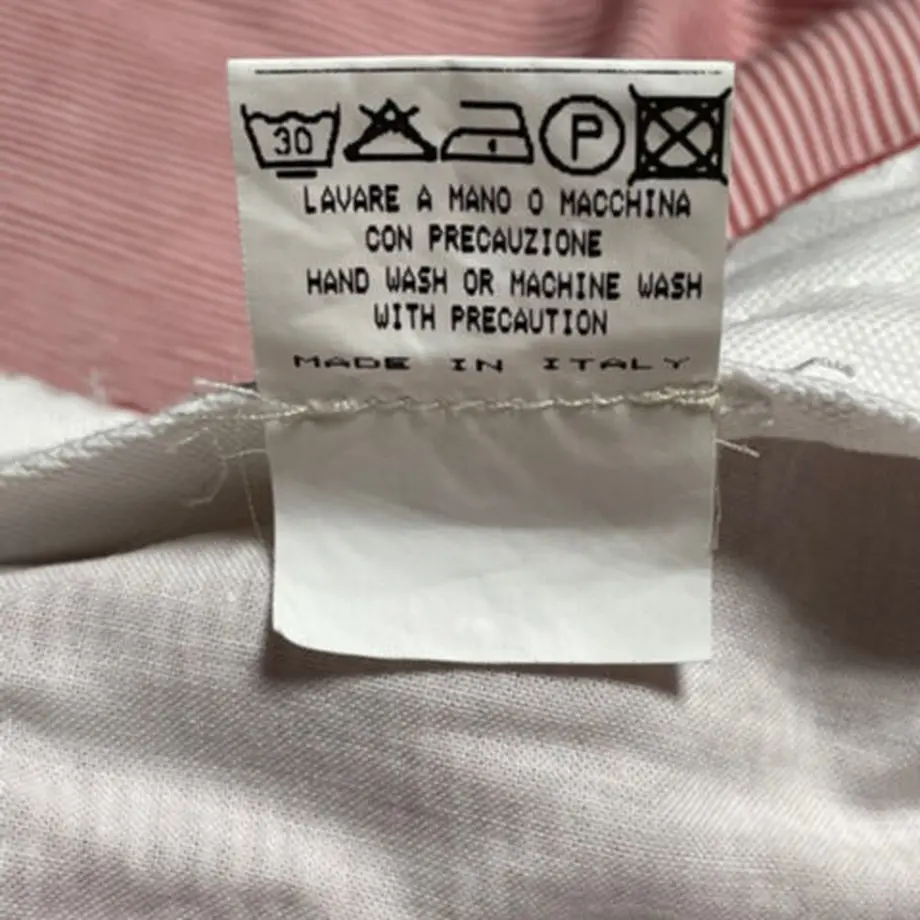 30 P
LAVARE A MANO O MACCHINA
CON PRECAUZIONE
HAND WASH OR MACHINE WASH
WITH PRECAUTION
MADE IN ITALY